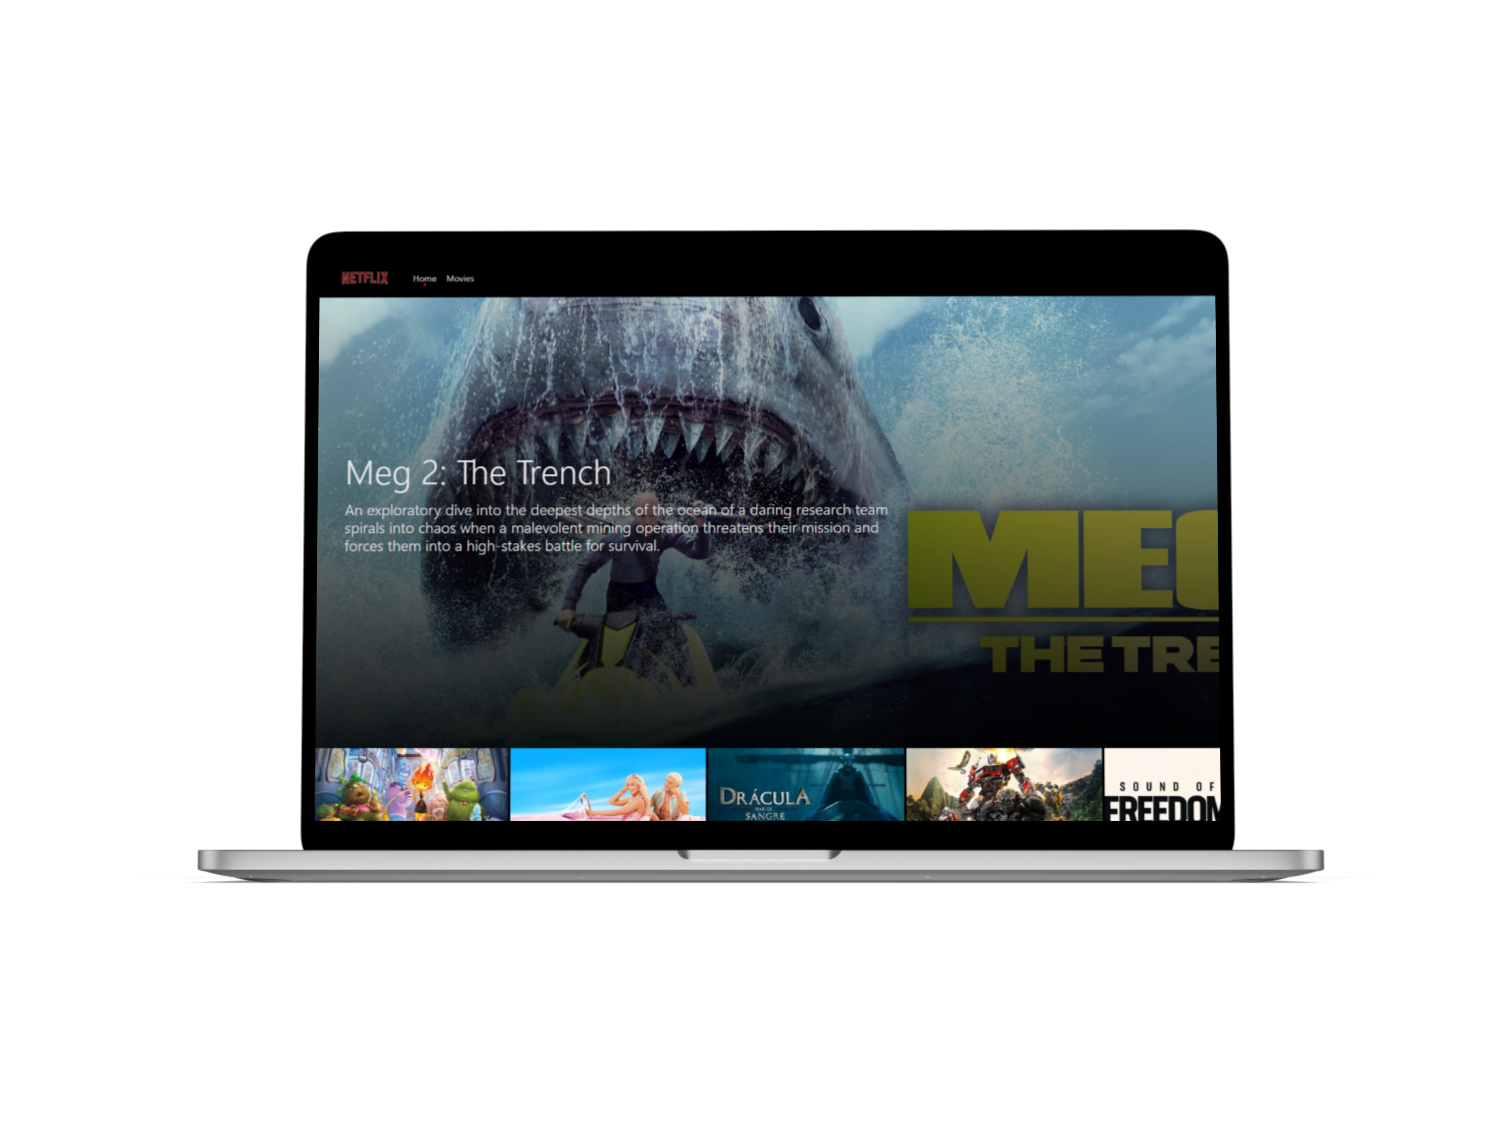 NETFLIX Home Movies
Meg 2: The Trench
An exploratory dive into the deepest depths of the ocean of a daring research team
spirals into chaos when a malevolent mining operation threatens their mission and
forces them into a high-stakes battle for survival.
MEG
THE TRE
DRÁCULA
MAR DE
SANGRE
SOUND OF
FREEDOM